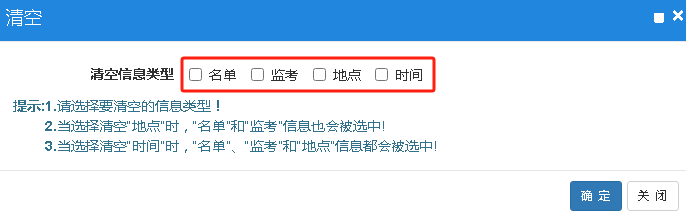 清空
清空信息类型 名单 监考 地点 时间
提示:1.请选择要清空的信息类型！
2.当选择清空"地点"时，"名单"和"监考"信息也会被选中!
3.当选择清空"时间"时，"名单"、"监考"和"地点"信息都会被选中!
确 定 关 闭